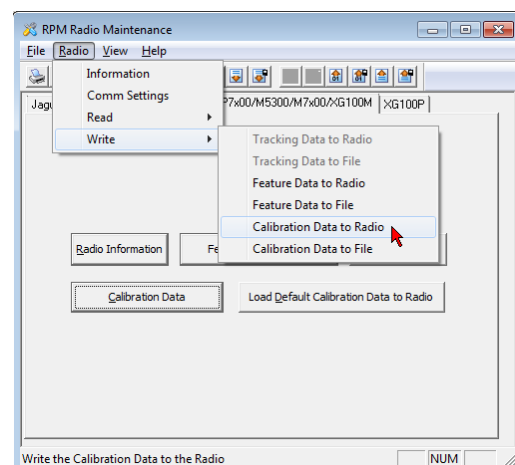 RPM Radio Maintenance
File Radio View Help
Information
Comm Settings
Read
Write
Jagu
P7x00/M5300/M7x00/XG100M
XG100P
Tracking Data to Radio
Tracking Data to File
Feature Data to Radio
Feature Data to File
Calibration Data to Radio
Calibration Data to File
Radio Information
Fe
Calibration Data
Load Default Calibration Data to Radio
Write the Calibration Data to the Radio
NUM